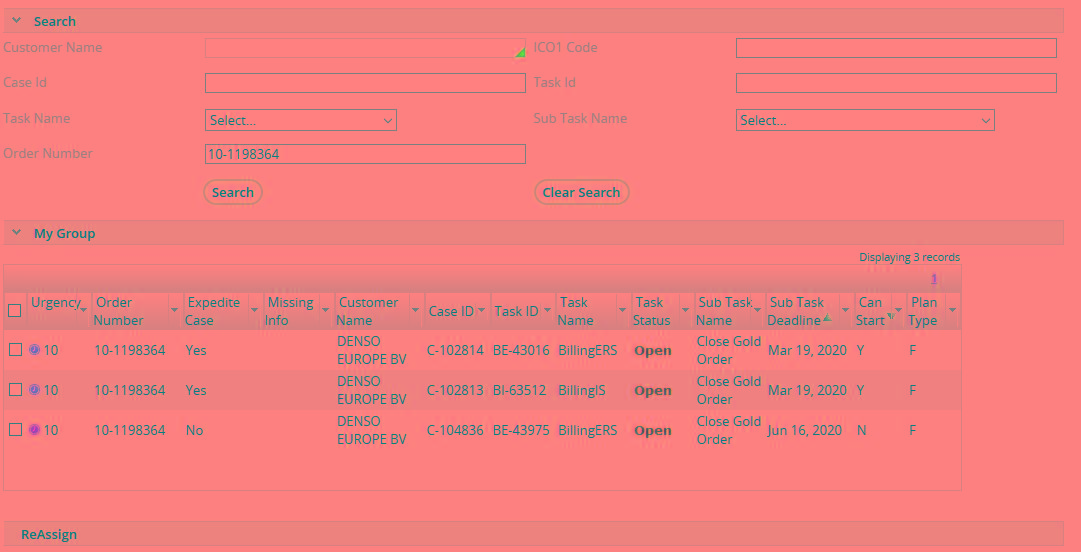 Search
Customer Name ICO1 Code
Case Id Task Id
Task Name Select... Sub Task Name Select...
Order Number 10-1198364
Search Clear Search
My Group
Displaying 3 records
1
Urgency Order Number Expedite Case Missing Info Customer Name Case ID Task ID Task Name Task Status Sub Task Name Sub Task Deadline Can Start Plan Type
10 10-1198364 Yes DENSO EUROPE BV C-102814 BE-43016 BillingERS Open Close Gold Order Mar 19, 2020 Y F
10 10-1198364 Yes DENSO EUROPE BV C-102813 BI-63512 BillingIS Open Close Gold Order Mar 19, 2020 Y F
10 10-1198364 No DENSO EUROPE BV C-104836 BE-43975 BillingERS Open Close Gold Order Jun 16, 2020 N F
ReAssign